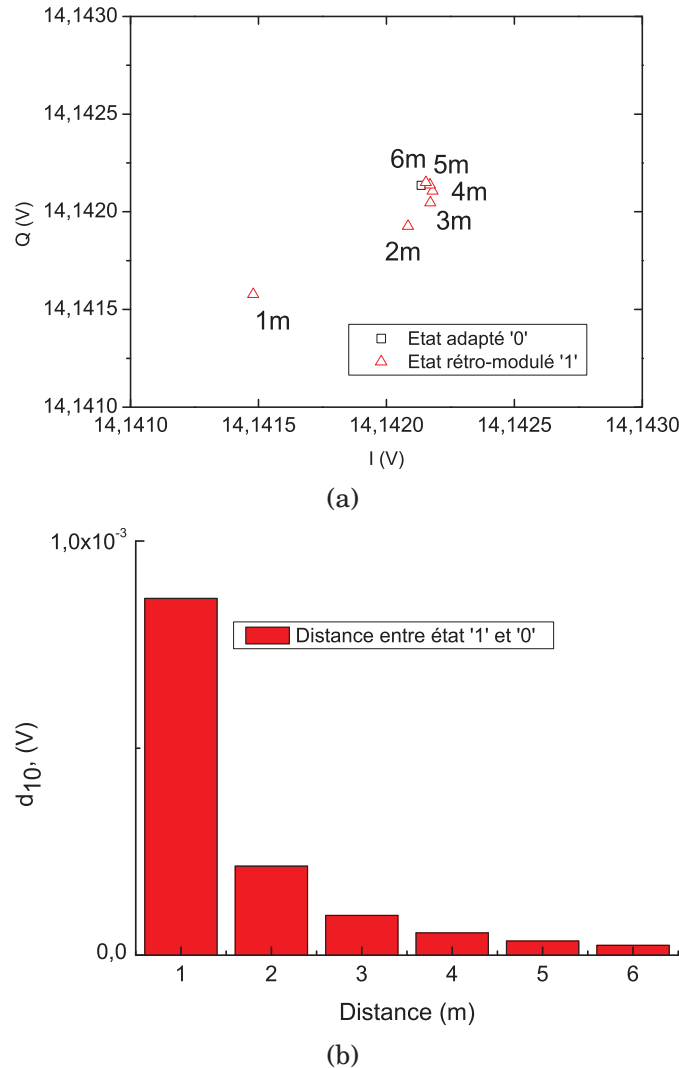 14,1430
14,1425
14,1420
14,1415
14,1410
Q (V)
6m
5m
4m
3m
2m
1m
Etat adapté '0'
Etat rétro-modulé '1'
14,1410 14,1415 14,1420 14,1425 14,1430
I (V)
(a)
1,0x10⁻³
Distance entre état '1' et '0'
d₁₀, (V)
0,0
1 2 3 4 5 6
Distance (m)
(b)